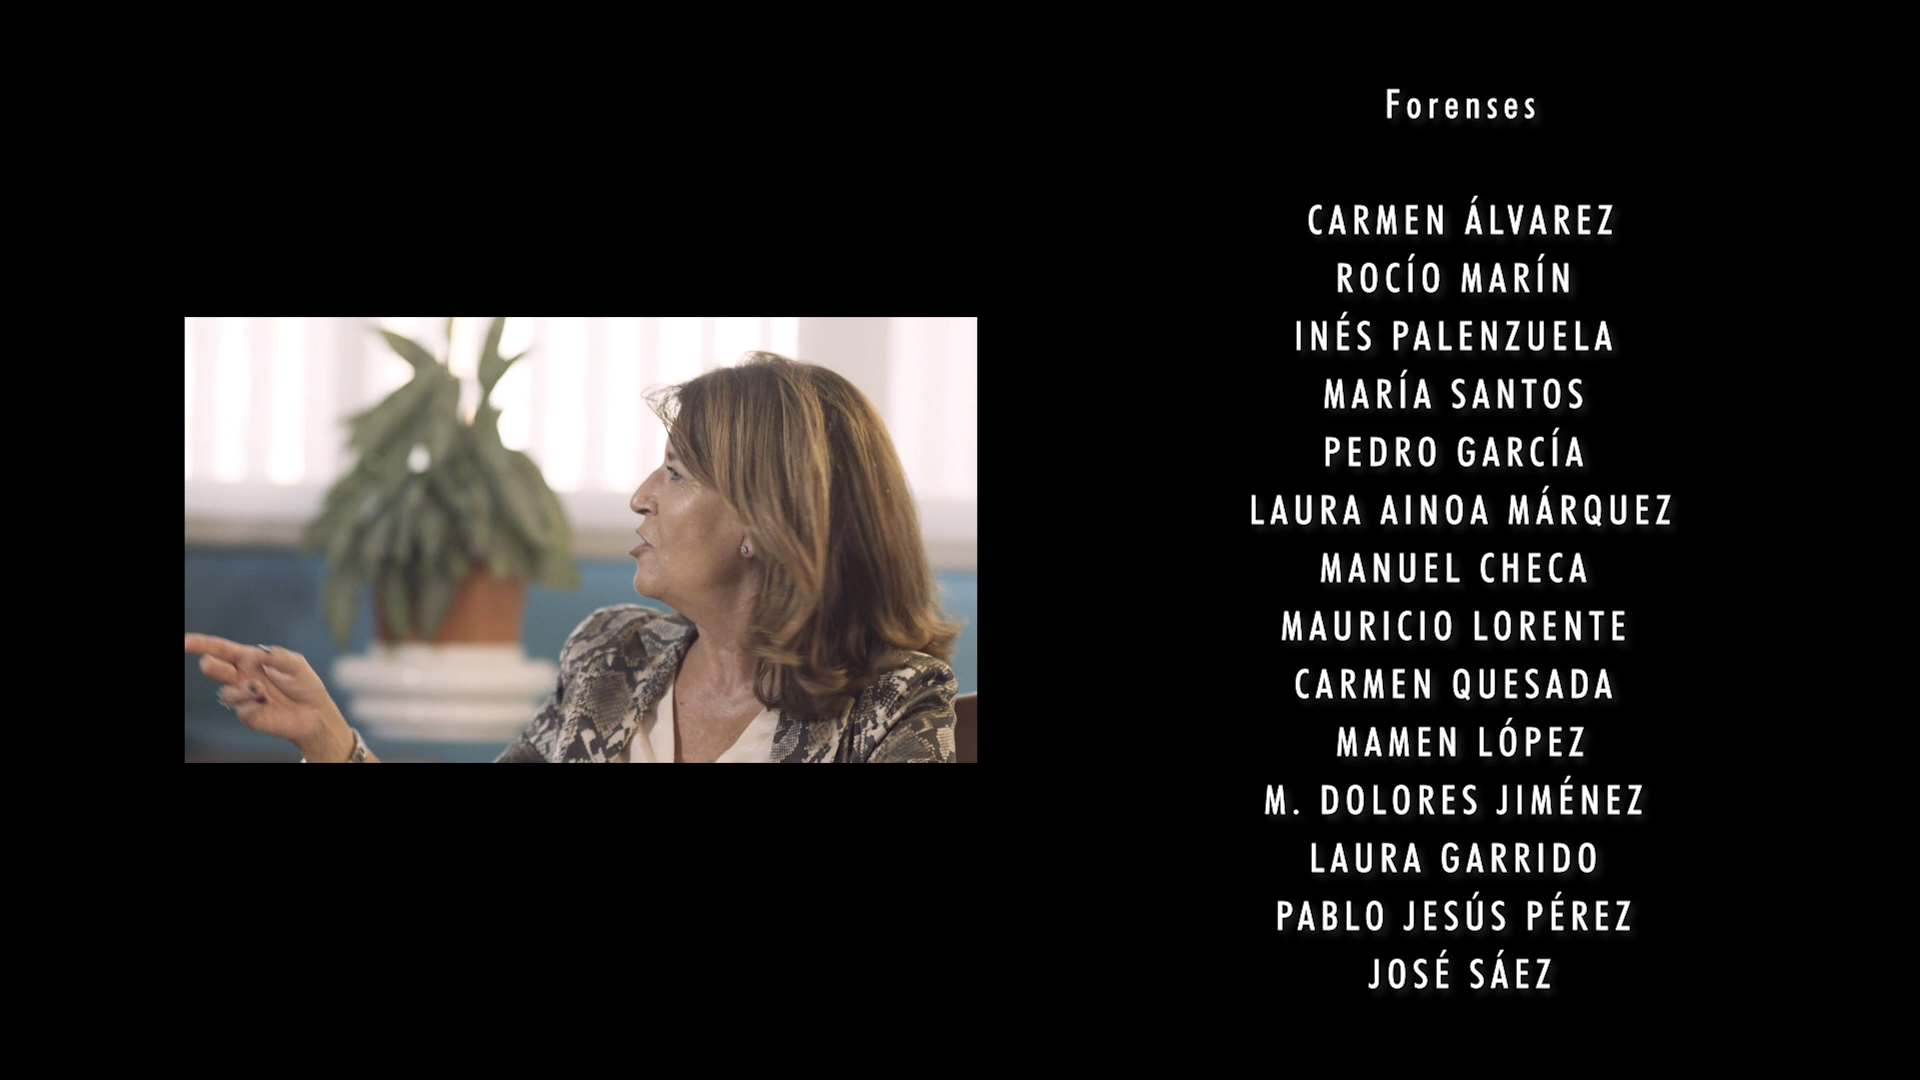 Forenses
CARMEN ÁLVAREZ
ROCÍO MARÍN
INÉS PALENZUELA
MARÍA SANTOS
PEDRO GARCÍA
LAURA AINOA MÁRQUEZ
MANUEL CHECA
MAURICIO LORENTE
CARMEN QUESADA
MAMEN LÓPEZ
M. DOLORES JIMÉNEZ
LAURA GARRIDO
PABLO JESÚS PÉREZ
JOSÉ SÁEZ